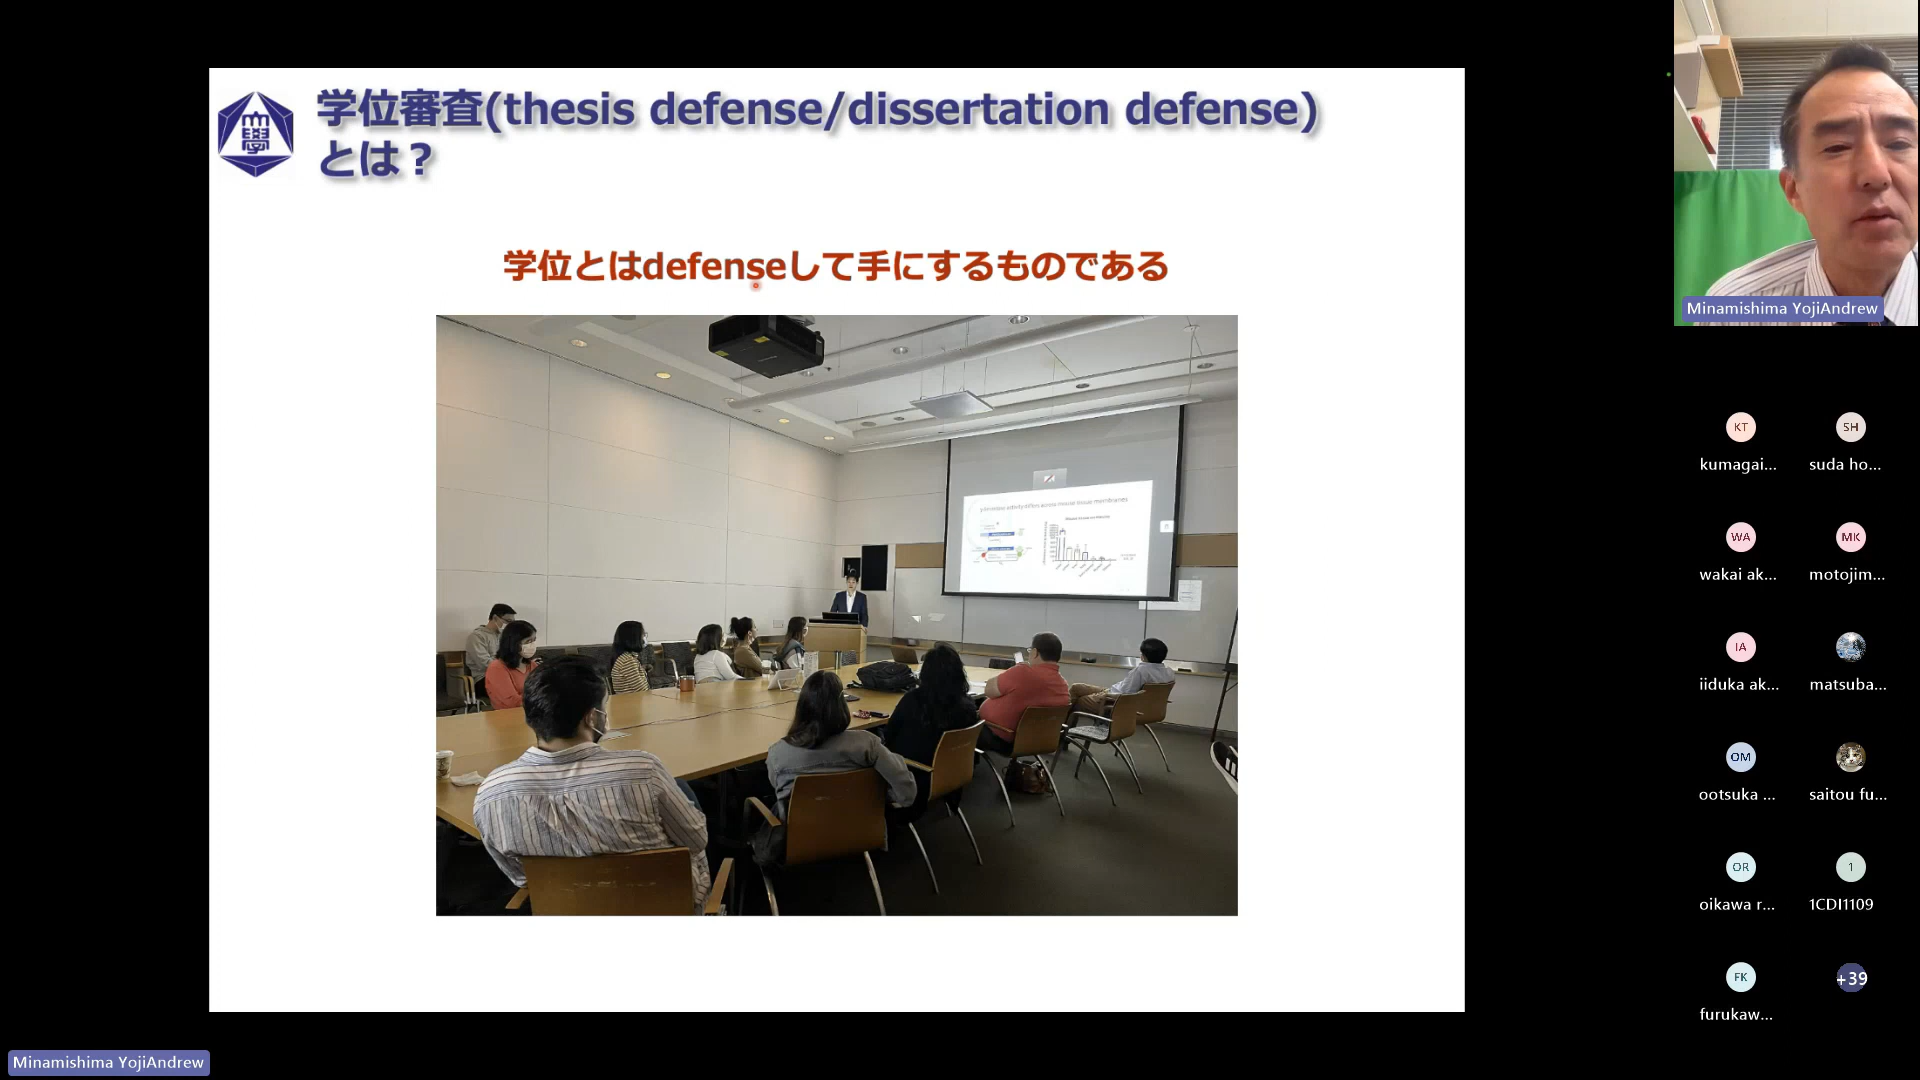 学位審査(thesis defense/dissertation defense)
とは？
学位とはdefenseして手にするものである
大學
Minamishima YojiAndrew
KT
SH
kumagai...
suda ho...
WA
MK
wakai ak...
motojim...
IA
iiduka ak...
matsuba...
OM
ootsuka ...
saitou fu...
OR
1
oikawa r...
1CDI1109
FK
+39
furukaw...
Minamishima YojiAndrew